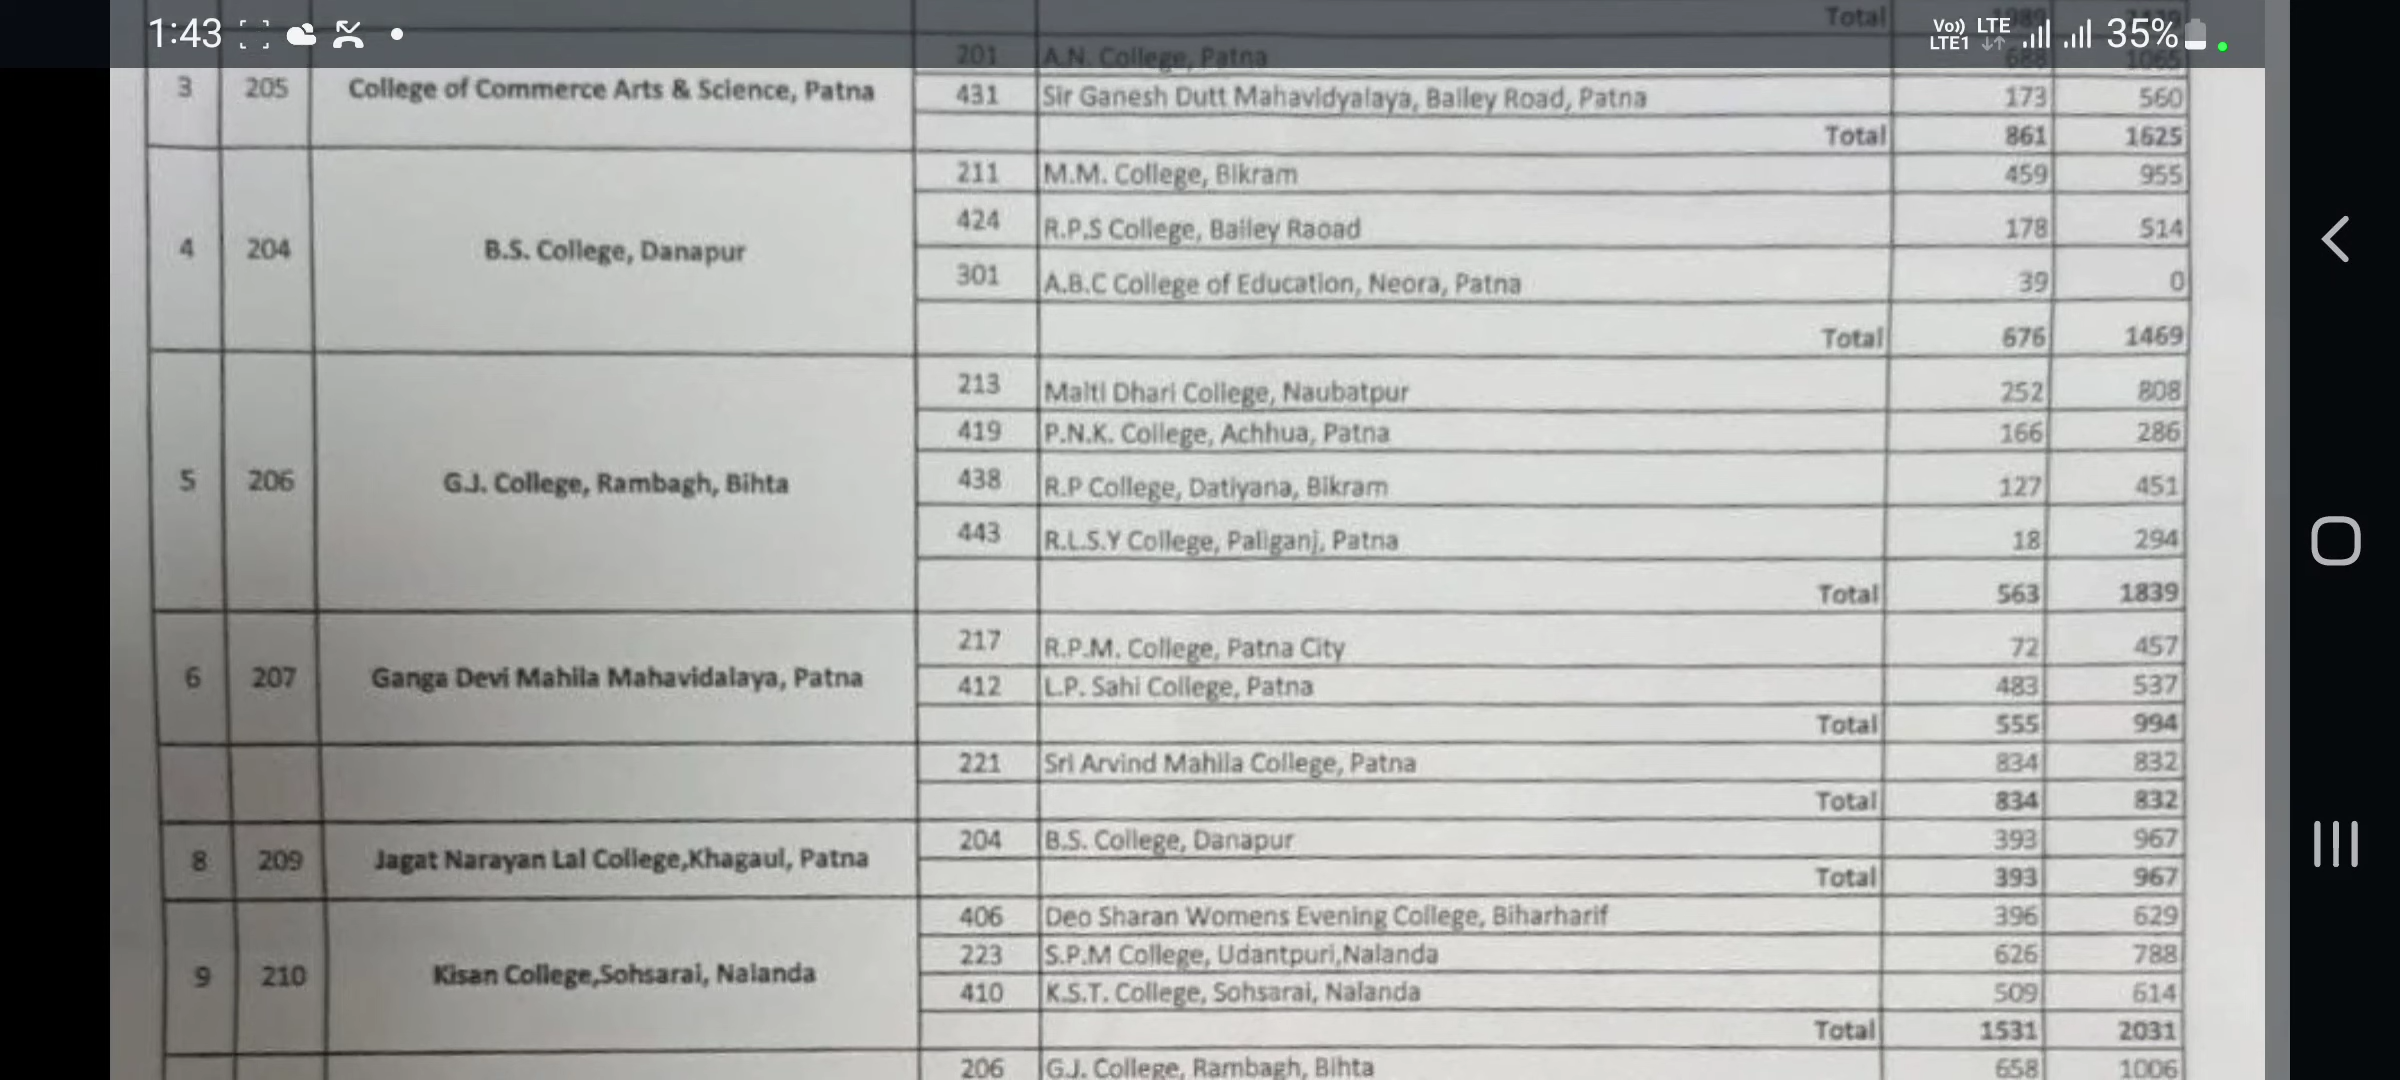 1:43 Vo)) LTE LTE1 35%
Total
201 A.N. College, Patna 688 1065
3 205 College of Commerce Arts & Science, Patna 431 Sir Ganesh Dutt Mahavidyalaya, Bailey Road, Patna 173 560
Total 861 1625
211 M.M. College, Bikram 459 955
424 R.P.S College, Bailey Raoad 178 514
4 204 B.S. College, Danapur
301 A.B.C College of Education, Neora, Patna 39 0
Total 676 1469
213 Malti Dhari College, Naubatpur 252 808
419 P.N.K. College, Achhua, Patna 166 286
5 206 G.J. College, Rambagh, Bihta 438 R.P College, Datiyana, Bikram 127 451
443 R.L.S.Y College, Paliganj, Patna 18 294
Total 563 1839
217 R.P.M. College, Patna City 72 457
6 207 Ganga Devi Mahila Mahavidalaya, Patna 412 L.P. Sahi College, Patna 483 537
Total 555 994
221 Sri Arvind Mahila College, Patna 834 832
Total 834 832
204 B.S. College, Danapur 393 967
8 209 Jagat Narayan Lal College,Khagaul, Patna
Total 393 967
406 Deo Sharan Womens Evening College, Biharharif 396 629
223 S.P.M College, Udantpuri,Nalanda 626 788
9 210 Kisan College,Sohsarai, Nalanda
410 K.S.T. College, Sohsarai, Nalanda 509 614
Total 1531 2031
206 G.J. College, Rambagh, Bihta 658 1006